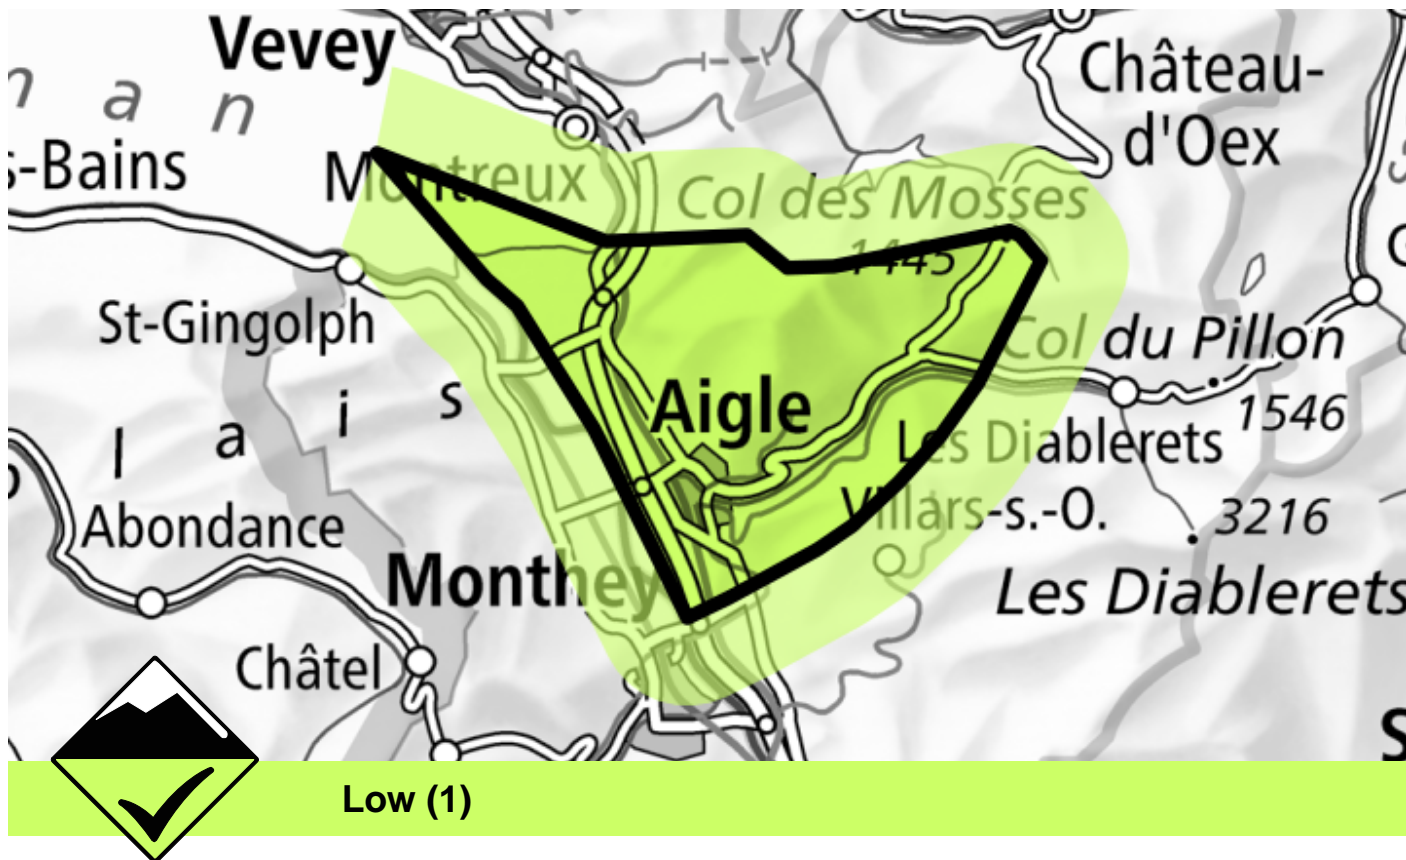 Vevey
Château-
d'Oex
n a n
s-Bains
Montreux
Col des Mosses
1445
St-Gingolph
Col du Pillon
1546
l a i s
Aigle
Les Diablerets
Villars-s.-O.
3216
Abondance
Monthey
Les Diablerets
Châtel
S
Low (1)